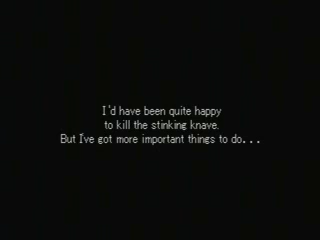 I'd have been quite happy
to kill the stinking knave.
But I've got more important things to do...